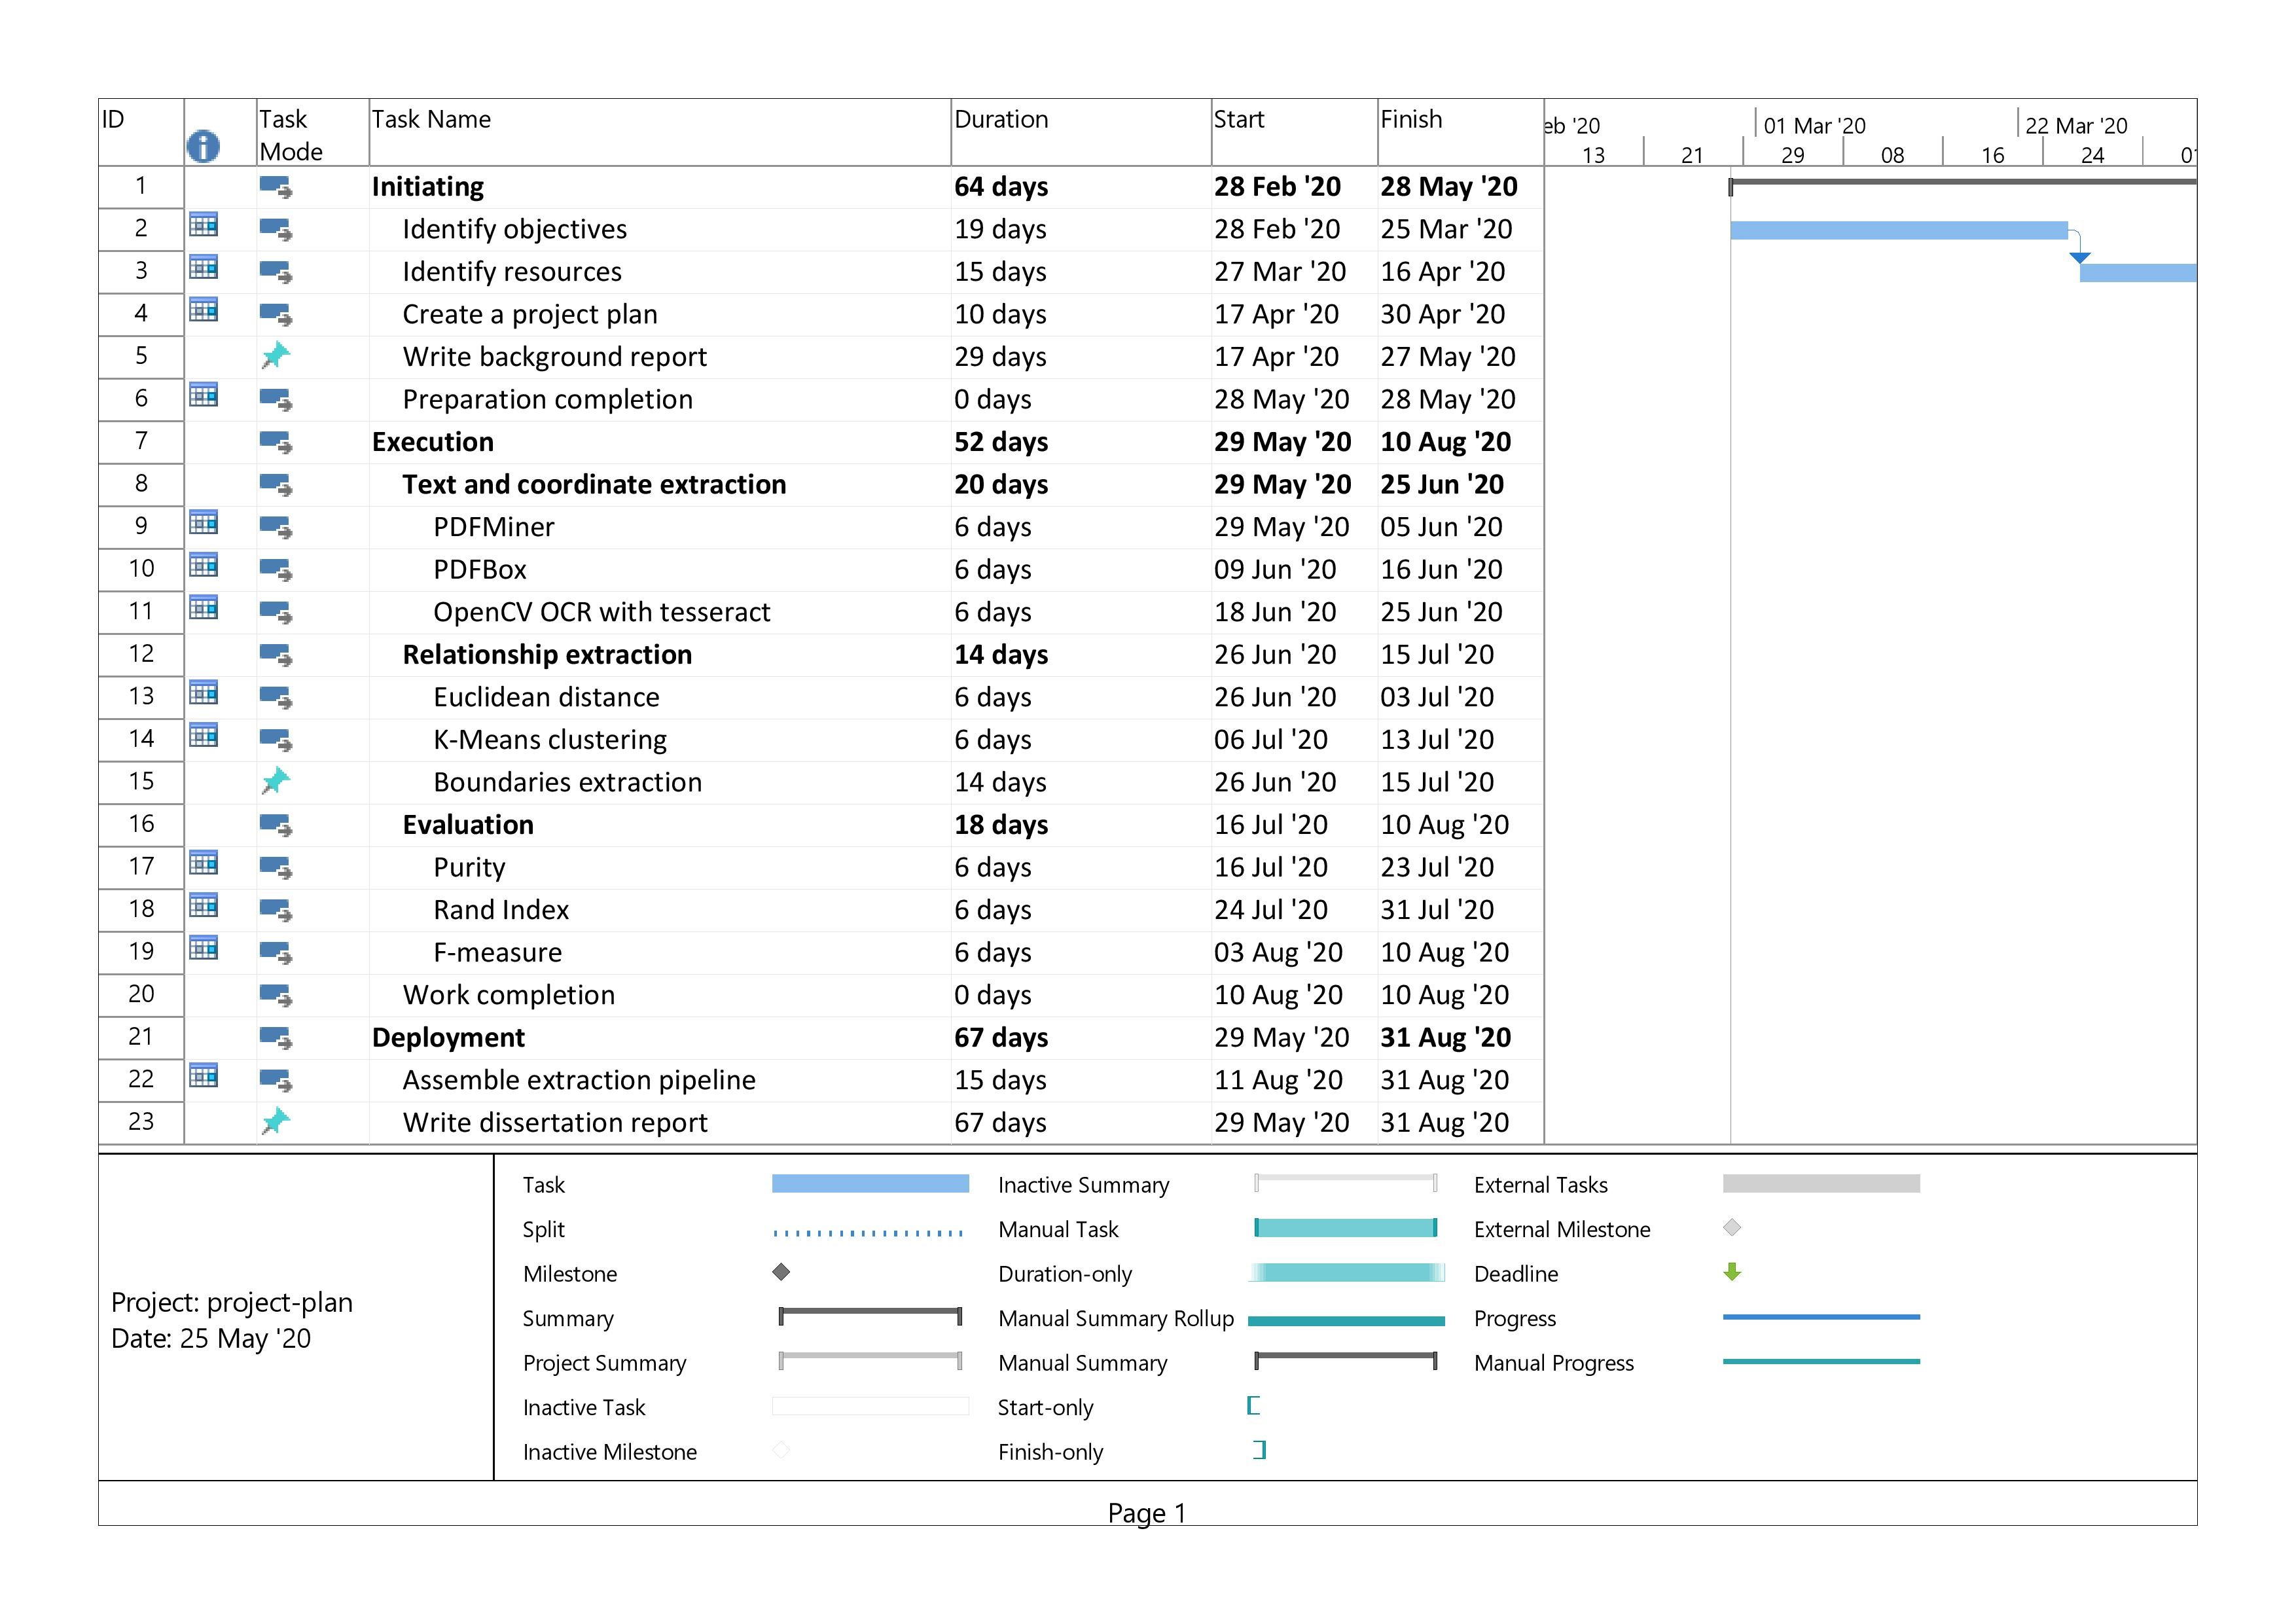 ID Task Mode Task Name Duration Start Finish
eb '20 01 Mar '20 22 Mar '20
13 21 29 08 16 24
1 Initiating 64 days 28 Feb '20 28 May '20
2 Identify objectives 19 days 28 Feb '20 25 Mar '20
3 Identify resources 15 days 27 Mar '20 16 Apr '20
4 Create a project plan 10 days 17 Apr '20 30 Apr '20
5 Write background report 29 days 17 Apr '20 27 May '20
6 Preparation completion 0 days 28 May '20 28 May '20
7 Execution 52 days 29 May '20 10 Aug '20
8 Text and coordinate extraction 20 days 29 May '20 25 Jun '20
9 PDFMiner 6 days 29 May '20 05 Jun '20
10 PDFBox 6 days 09 Jun '20 16 Jun '20
11 OpenCV OCR with tesseract 6 days 18 Jun '20 25 Jun '20
12 Relationship extraction 14 days 26 Jun '20 15 Jul '20
13 Euclidean distance 6 days 26 Jun '20 03 Jul '20
14 K-Means clustering 6 days 06 Jul '20 13 Jul '20
15 Boundaries extraction 14 days 26 Jun '20 15 Jul '20
16 Evaluation 18 days 16 Jul '20 10 Aug '20
17 Purity 6 days 16 Jul '20 23 Jul '20
18 Rand Index 6 days 24 Jul '20 31 Jul '20
19 F-measure 6 days 03 Aug '20 10 Aug '20
20 Work completion 0 days 10 Aug '20 10 Aug '20
21 Deployment 67 days 29 May '20 31 Aug '20
22 Assemble extraction pipeline 15 days 11 Aug '20 31 Aug '20
23 Write dissertation report 67 days 29 May '20 31 Aug '20
Project: project-plan
Date: 25 May '20
Task Inactive Summary External Tasks
Split Manual Task External Milestone
Milestone Duration-only Deadline
Summary Manual Summary Rollup Progress
Project Summary Manual Summary Manual Progress
Inactive Task Start-only
Inactive Milestone Finish-only
Page 1